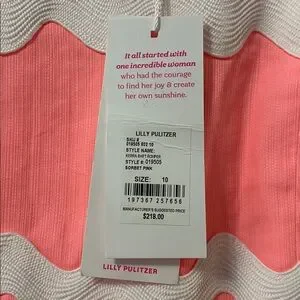 It all started with
one incredible woman
who had the courage
to find her joy & create
her own sunshine.
LILLY PULITZER
SKU #
019505 652 10
STYLE NAME:
KERRA SHIFT ROMPER
STYLE #: 019505
SORBET PINK
SIZE: 10
197367 257656
MANUFACTURER'S SUGGESTED PRICE
$218.00
LILLY PULITZER